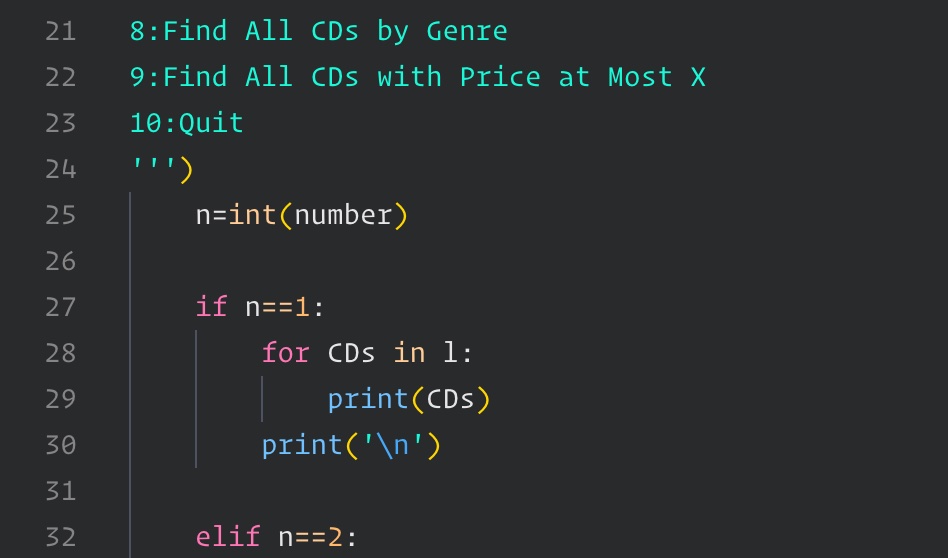 21 8:Find All CDs by Genre
22 9:Find All CDs with Price at Most X
23 10:Quit
24 ''')
25     n=int(number)
26
27     if n==1:
28         for CDs in l:
29             print(CDs)
30         print('\n')
31
32     elif n==2: